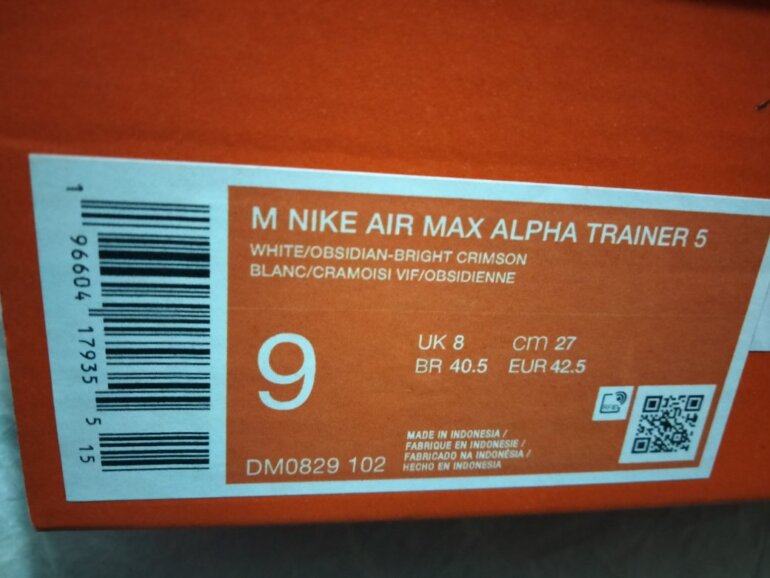 M NIKE AIR MAX ALPHA TRAINER 5
WHITE/OBSIDIAN-BRIGHT CRIMSON
BLANC/CRAMOISI VIF/OBSIDIENNE
9
UK 8 cm 27
BR 40.5 EUR 42.5
MADE IN INDONESIA /
FABRIQUE EN INDONESIE /
FABRICADO NA INDONÉSIA /
HECHO EN INDONESIA
DM0829 102
RFID
1 96604 17935 5 15